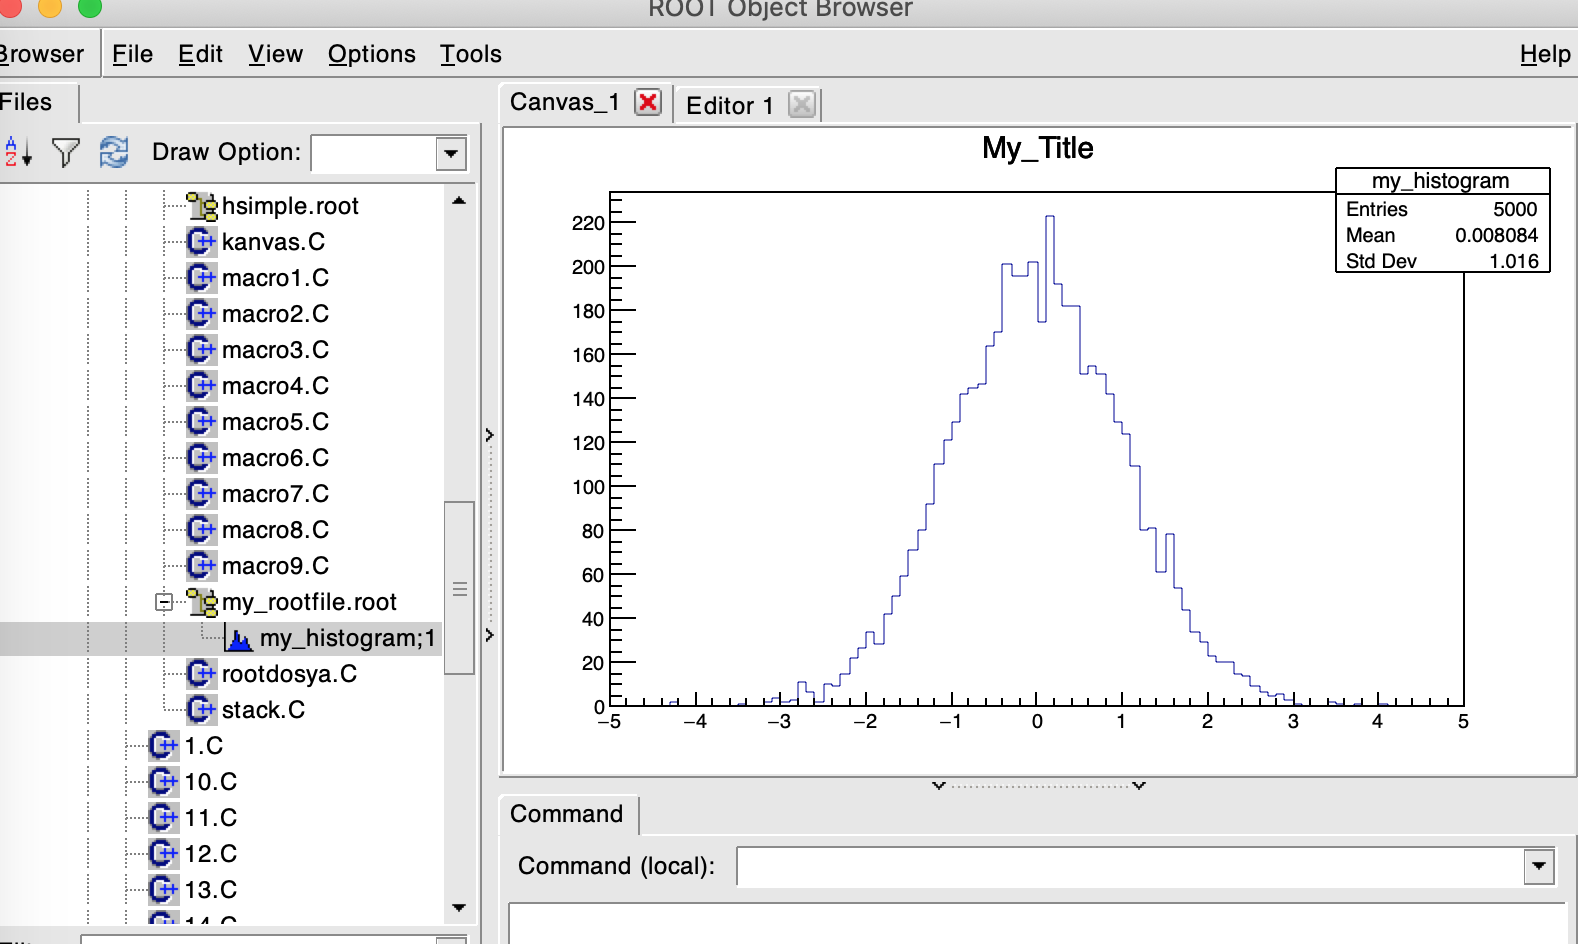 ROOT Object Browser
Browser File Edit View Options Tools Help
Files
Canvas_1 Editor 1
Draw Option:
hsimple.root
kanvas.C
macro1.C
macro2.C
macro3.C
macro4.C
macro5.C
macro6.C
macro7.C
macro8.C
macro9.C
my_rootfile.root
my_histogram;1
rootdosya.C
stack.C
1.C
10.C
11.C
12.C
13.C
14.C
My_Title
my_histogram
Entries 5000
Mean 0.008084
Std Dev 1.016
220
200
180
160
140
120
100
80
60
40
20
0
−5 −4 −3 −2 −1 0 1 2 3 4 5
Command
Command (local):